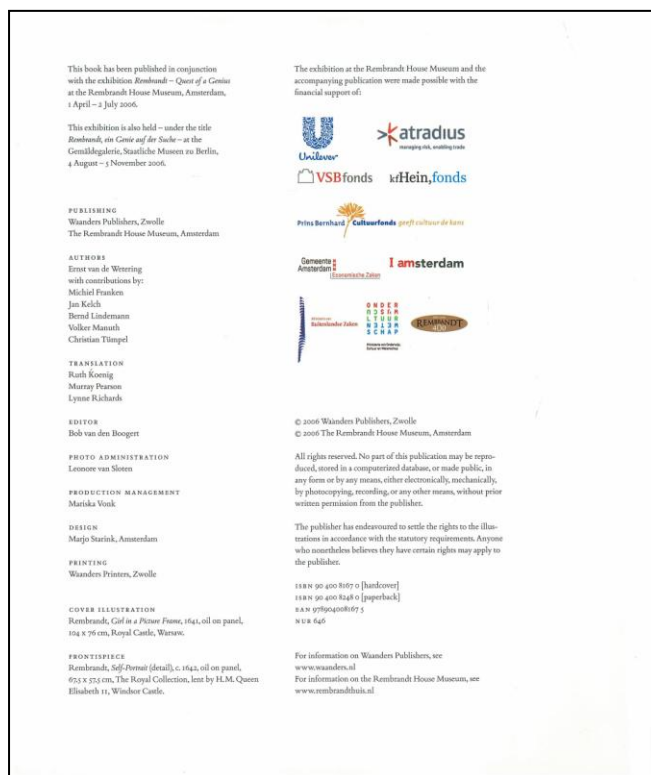 This book has been published in conjunction
with the exhibition Rembrandt – Quest of a Genius
at the Rembrandt House Museum, Amsterdam,
1 April – 2 July 2006.
This exhibition is also held – under the title
Rembrandt, ein Genie auf der Suche – at the
Gemäldegalerie, Staatliche Museen zu Berlin,
4 August – 5 November 2006.
PUBLISHING
Waanders Publishers, Zwolle
The Rembrandt House Museum, Amsterdam
AUTHORS
Ernst van de Wetering
with contributions by:
Michiel Franken
Jan Kelch
Bernd Lindemann
Volker Manuth
Christian Tümpel
TRANSLATION
Ruth Koenig
Murray Pearson
Lynne Richards
EDITOR
Bob van den Boogert
PHOTO ADMINISTRATION
Leonore van Sloten
PRODUCTION MANAGEMENT
Mariska Vonk
DESIGN
Marjo Starink, Amsterdam
PRINTING
Waanders Printers, Zwolle
COVER ILLUSTRATION
Rembrandt, Girl in a Picture Frame, 1641, oil on panel,
104 x 76 cm, Royal Castle, Warsaw.
FRONTISPIECE
Rembrandt, Self-Portrait (detail), c. 1642, oil on panel,
67.5 x 57.5 cm, The Royal Collection, lent by H.M. Queen
Elisabeth II, Windsor Castle.
The exhibition at the Rembrandt House Museum and the
accompanying publication were made possible with the
financial support of:
Unilever
atradius
managing risk, enabling trade
VSBfonds
kfHein,fonds
Prins Bernhard Cultuurfonds geeft cultuur de kans
Gemeente
Amsterdam
Economische Zaken
I amsterdam
Buitenlandse Zaken
ONDER
REMBRANDT
400
© 2006 Waanders Publishers, Zwolle
© 2006 The Rembrandt House Museum, Amsterdam
All rights reserved. No part of this publication may be repro-
duced, stored in a computerized database, or made public, in
any form or by any means, either electronically, mechanically,
by photocopying, recording, or any other means, without prior
written permission from the publisher.
The publisher has endeavoured to settle the rights to the illus-
trations in accordance with the statutory requirements. Anyone
who nonetheless believes they have certain rights may apply to
the publisher.
ISBN 90 400 8167 0 [hardcover]
ISBN 90 400 8248 0 [paperback]
EAN 978904008167 5
NUR 646
For information on Waanders Publishers, see
www.waanders.nl
For information on the Rembrandt House Museum, see
www.rembrandthuis.nl